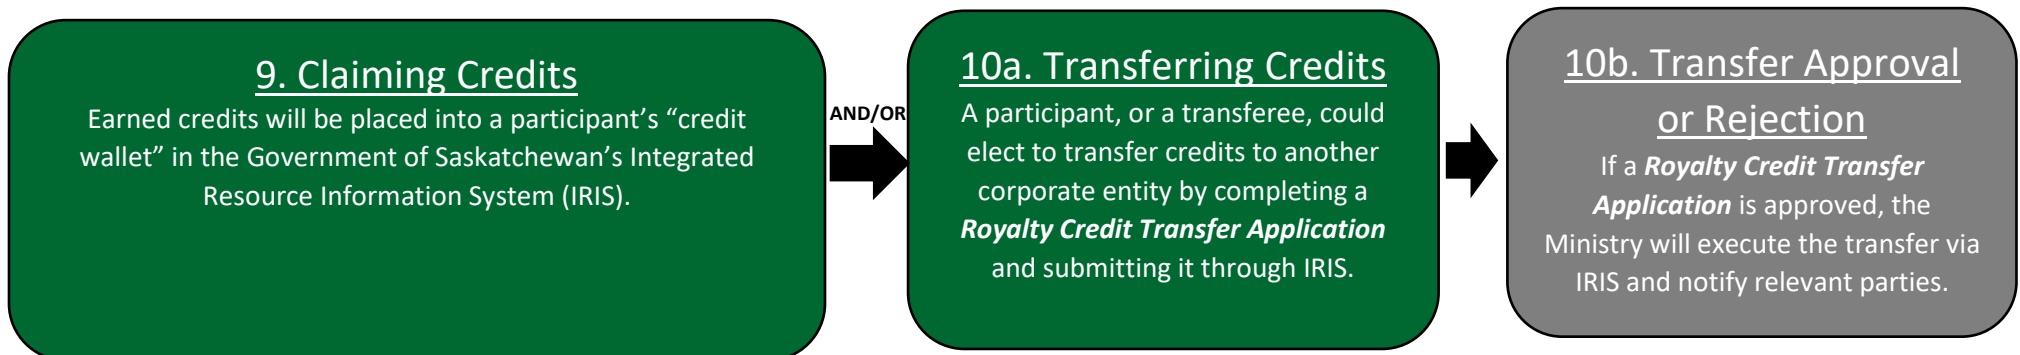 9. Claiming Credits
Earned credits will be placed into a participant’s “credit
wallet” in the Government of Saskatchewan’s Integrated
Resource Information System (IRIS).
AND/OR
10a. Transferring Credits
A participant, or a transferee, could
elect to transfer credits to another
corporate entity by completing a
Royalty Credit Transfer Application
and submitting it through IRIS.
10b. Transfer Approval
or Rejection
If a Royalty Credit Transfer
Application is approved, the
Ministry will execute the transfer via
IRIS and notify relevant parties.